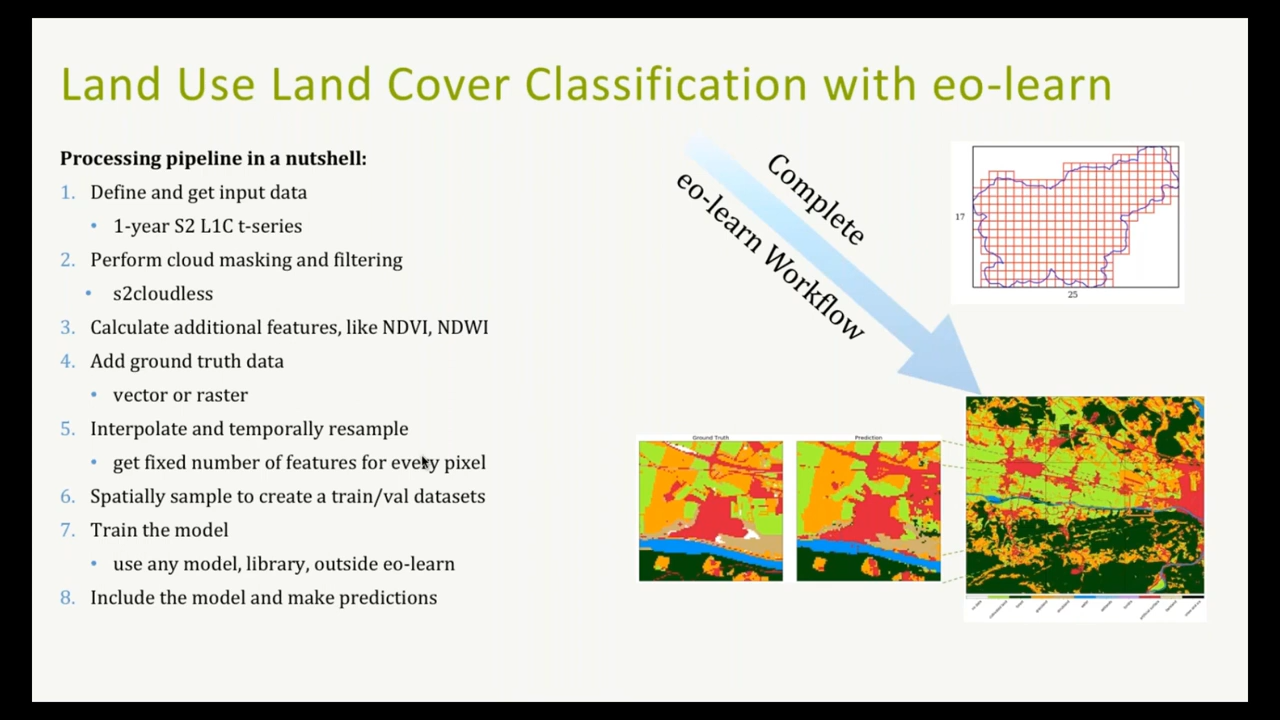 Land Use Land Cover Classification with eo-learn
Processing pipeline in a nutshell:
1. Define and get input data
• 1-year S2 L1C t-series
2. Perform cloud masking and filtering
• s2cloudless
3. Calculate additional features, like NDVI, NDWI
4. Add ground truth data
• vector or raster
5. Interpolate and temporally resample
• get fixed number of features for every pixel
6. Spatially sample to create a train/val datasets
7. Train the model
• use any model, library, outside eo-learn
8. Include the model and make predictions
Complete
eo-learn Workflow
17
25
Ground Truth
Prediction